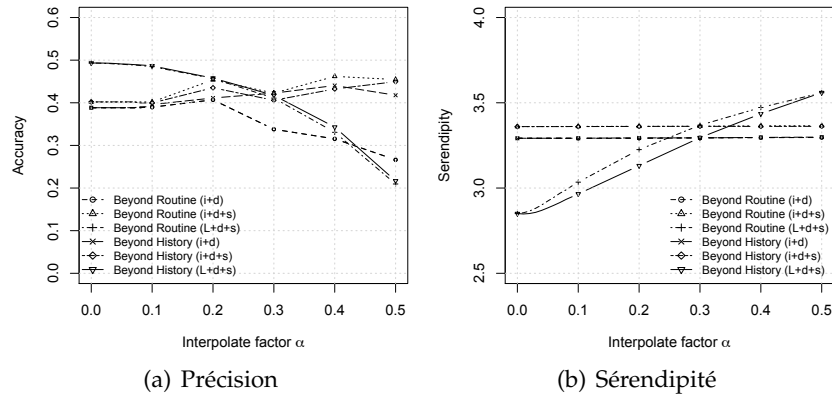 0.0 0.1 0.2 0.3 0.4 0.5 0.6
Accuracy
Beyond Routine (i+d)
Beyond Routine (i+d+s)
Beyond Routine (L+d+s)
Beyond History (i+d)
Beyond History (i+d+s)
Beyond History (L+d+s)
0.0 0.1 0.2 0.3 0.4 0.5
Interpolate factor α
(a) Précision
2.5 3.0 3.5 4.0
Serendipity
Beyond Routine (i+d)
Beyond Routine (i+d+s)
Beyond Routine (L+d+s)
Beyond History (i+d)
Beyond History (i+d+s)
Beyond History (L+d+s)
0.0 0.1 0.2 0.3 0.4 0.5
Interpolate factor α
(b) Sérendipité